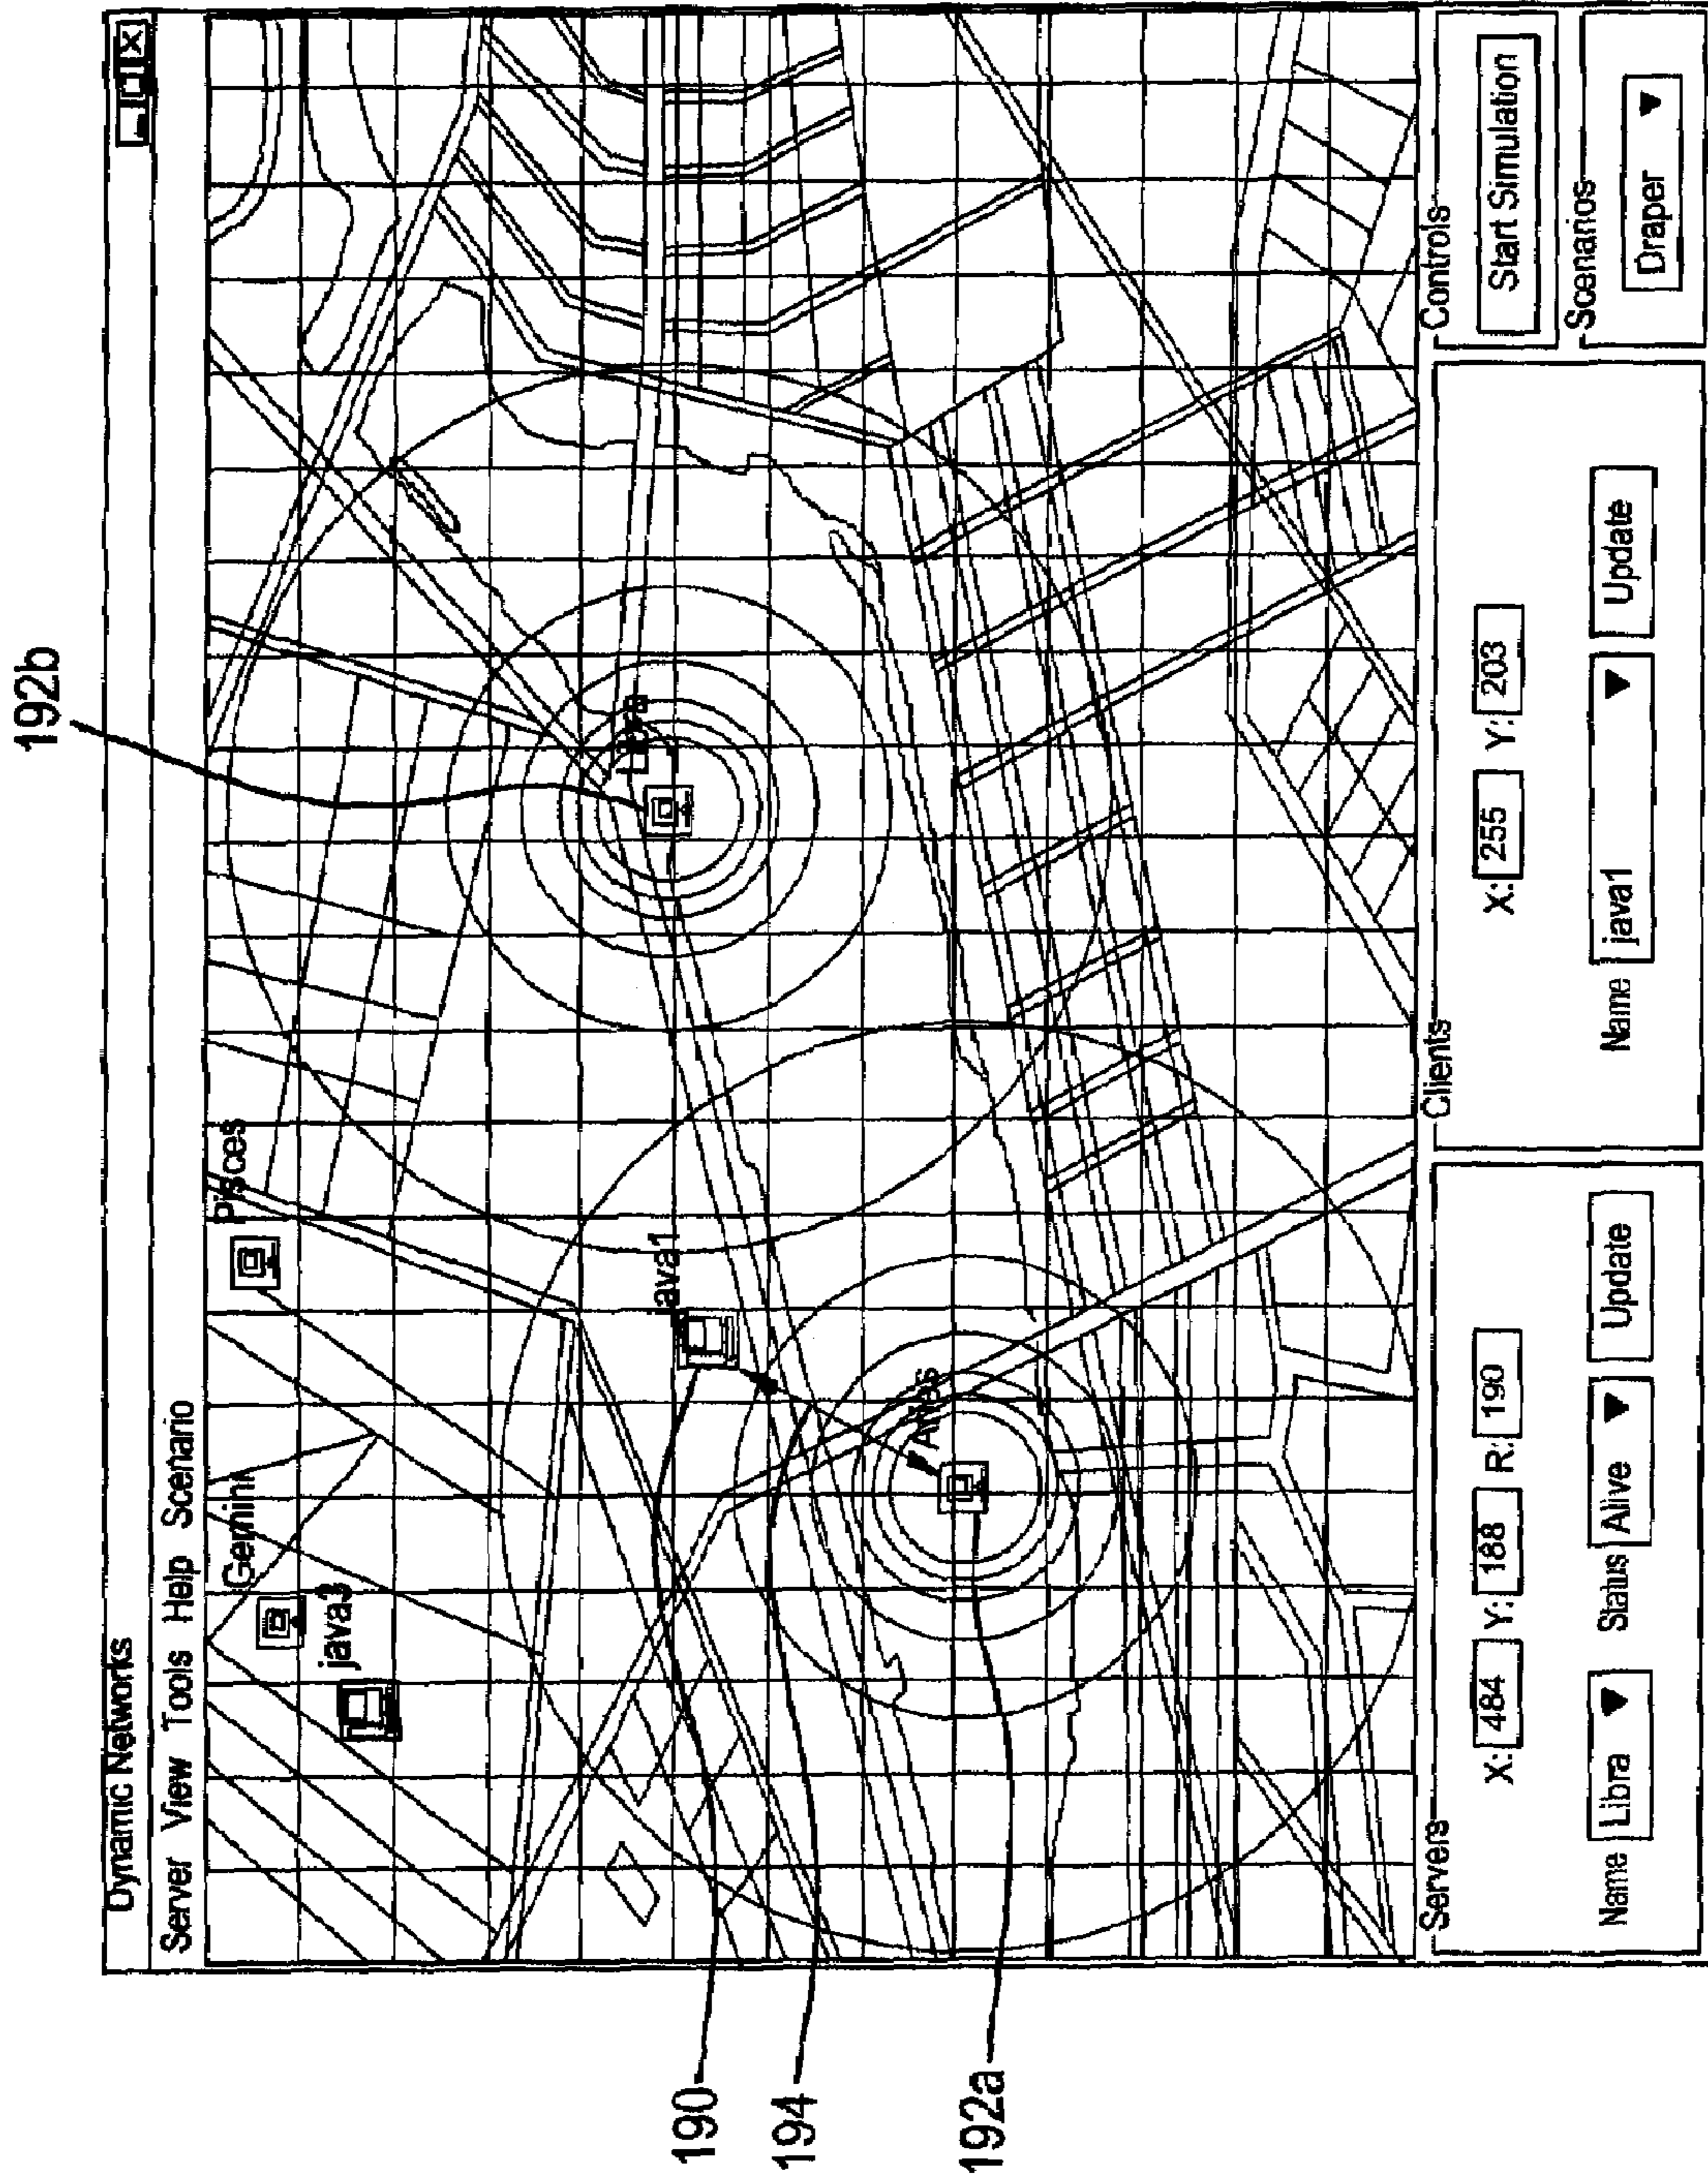 Dynamic Networks
Server View Tools Help Scenario
192b
Pisces
Gemini
java3
java1
Libra
Aries
190
194
192a
Servers
X: 484 Y: 188 R: 190
Name Libra Status Alive Update
Clients
X: 255 Y: 203
Name java1 Update
Controls
Start Simulation
Scenarios
Draper